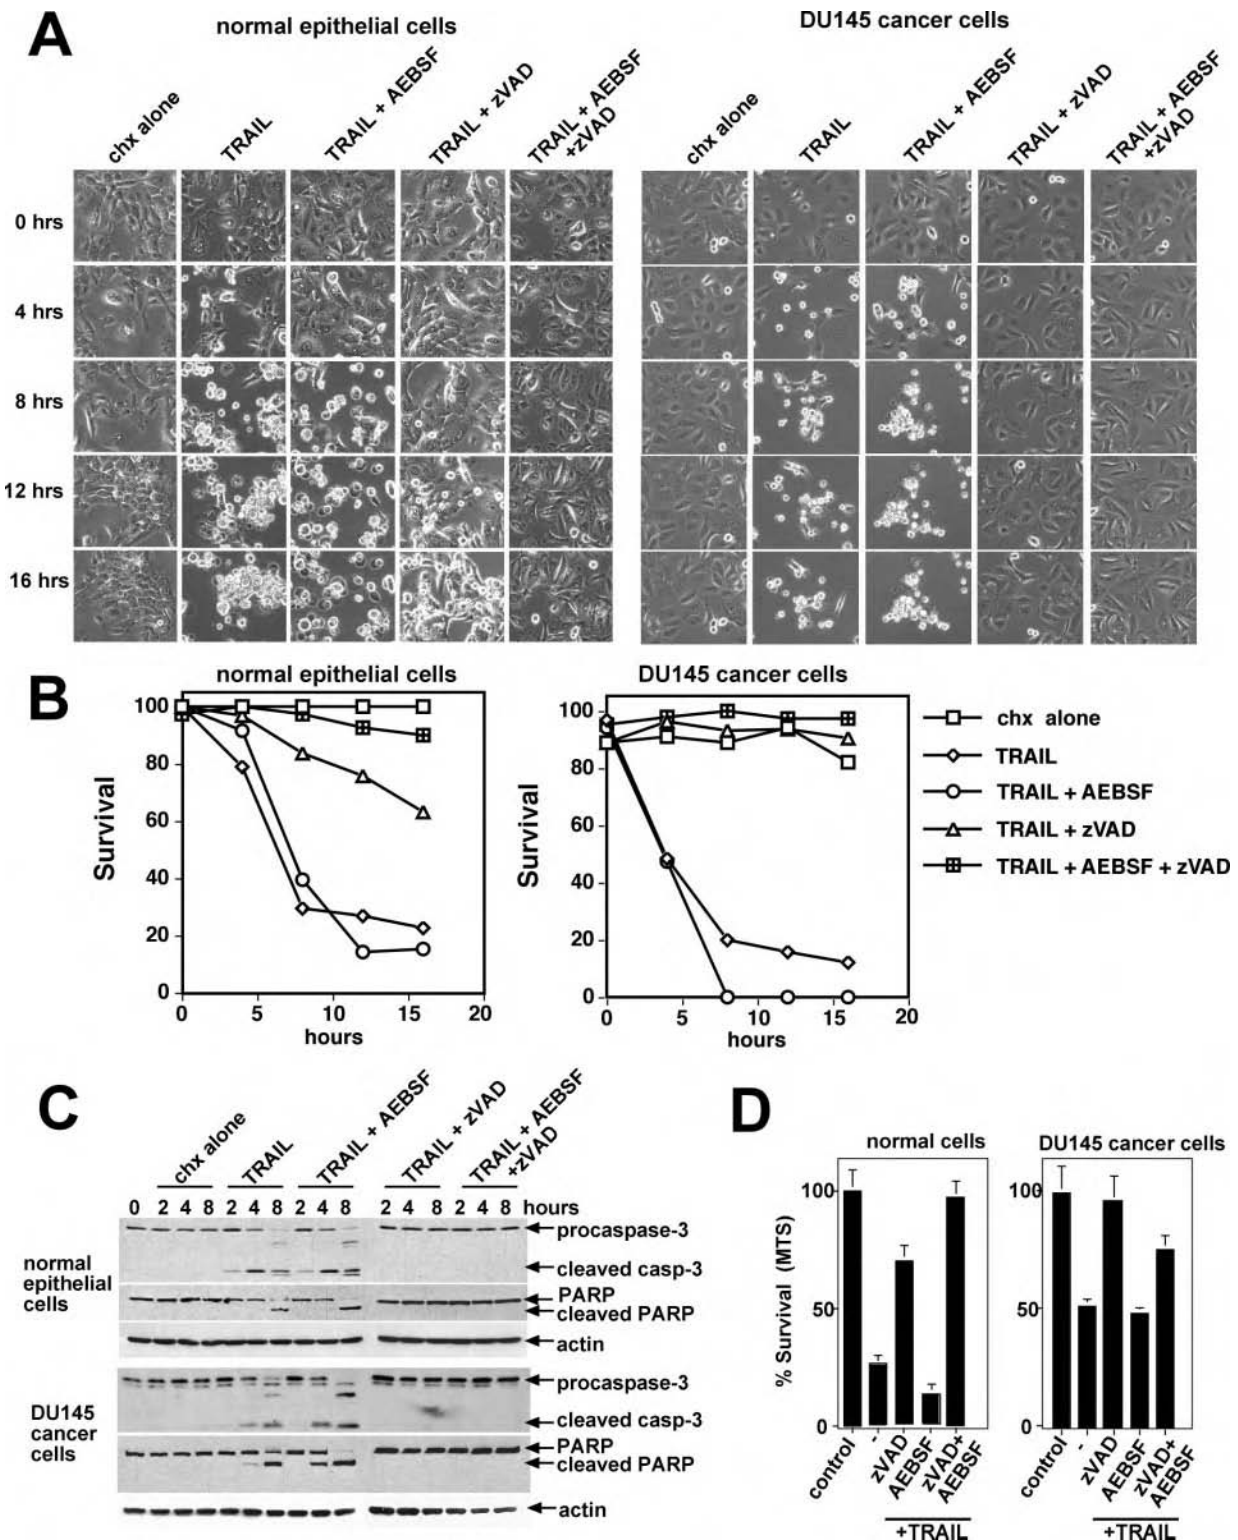 A
normal epithelial cells
DU145 cancer cells
chx alone
TRAIL
TRAIL + AEBSF
TRAIL + zVAD
TRAIL + AEBSF
+zVAD
chx alone
TRAIL
TRAIL + AEBSF
TRAIL + zVAD
TRAIL + AEBSF
+zVAD
0 hrs
4 hrs
8 hrs
12 hrs
16 hrs
B
normal epithelial cells
100
80
60
40
20
0
Survival
0 5 10 15 20
hours
DU145 cancer cells
100
80
60
40
20
0
Survival
0 5 10 15 20
hours
chx alone
TRAIL
TRAIL + AEBSF
TRAIL + zVAD
TRAIL + AEBSF + zVAD
C
chx alone
TRAIL
TRAIL + AEBSF
TRAIL + zVAD
TRAIL + AEBSF
+zVAD
0 2 4 8 2 4 8 2 4 8 2 4 8 2 4 8 hours
normal
epithelial
cells
procaspase-3
cleaved casp-3
PARP
cleaved PARP
actin
DU145
cancer
cells
procaspase-3
cleaved casp-3
PARP
cleaved PARP
actin
D
normal cells
DU145 cancer cells
% Survival (MTS)
100
50
0
control
-
zVAD
AEBSF
zVAD+
AEBSF
+TRAIL
100
50
0
control
-
zVAD
AEBSF
zVAD+
AEBSF
+TRAIL